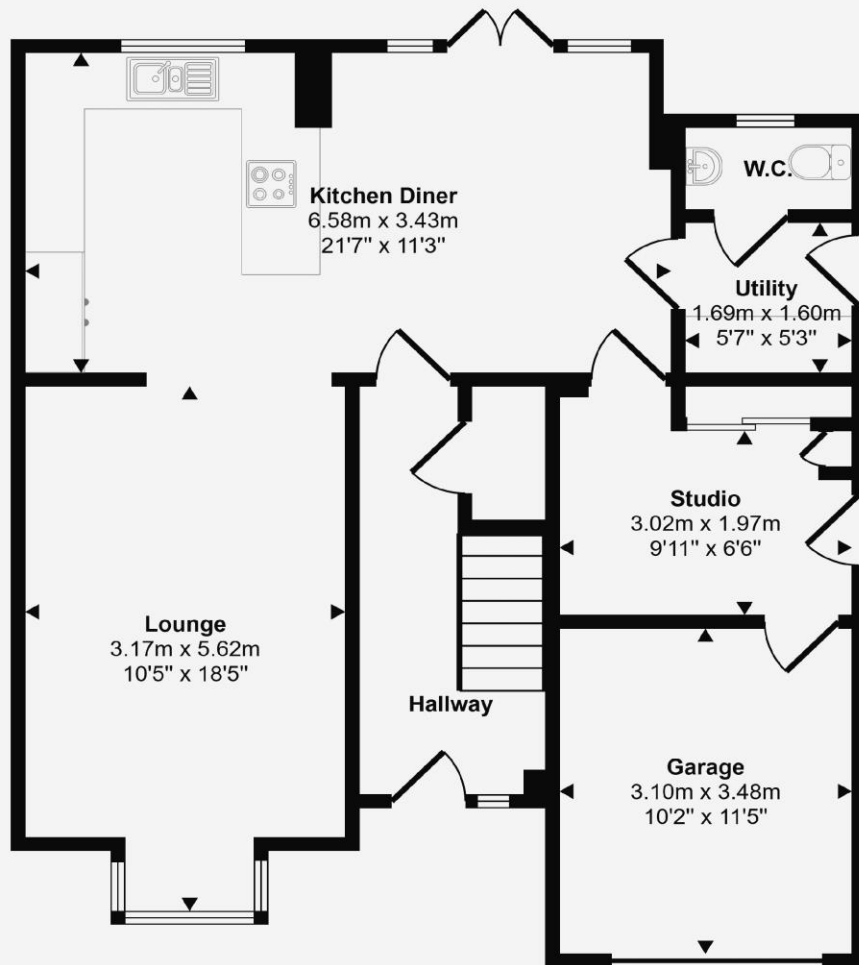 W.C.
Kitchen Diner
6.58m x 3.43m
21'7" x 11'3"
Utility
1.69m x 1.60m
5'7" x 5'3"
Studio
3.02m x 1.97m
9'11" x 6'6"
Lounge
3.17m x 5.62m
10'5" x 18'5"
Hallway
Garage
3.10m x 3.48m
10'2" x 11'5"